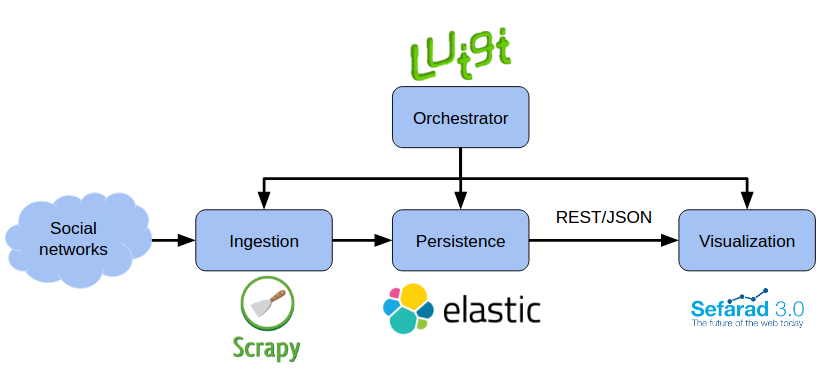 Luigi
Orchestrator
Social
networks
Ingestion
Persistence
REST/JSON
Visualization
Scrapy
elastic
Sefarad 3.0
The future of the web today